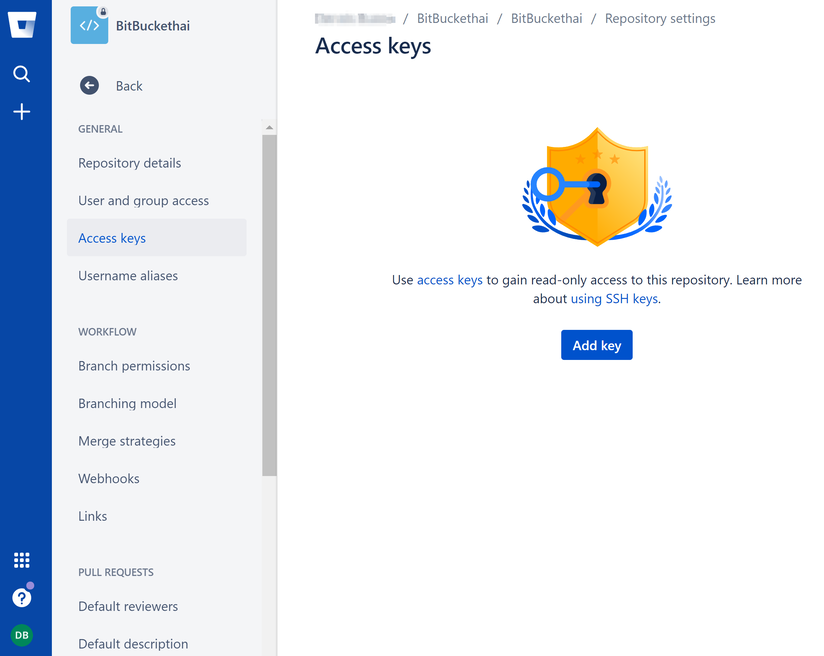 BitBuckethai
Back
GENERAL
Repository details
User and group access
Access keys
Username aliases
WORKFLOW
Branch permissions
Branching model
Merge strategies
Webhooks
Links
PULL REQUESTS
Default reviewers
Default description
DB
/ BitBuckethai / BitBuckethai / Repository settings
Access keys
Use access keys to gain read-only access to this repository. Learn more
about using SSH keys.
Add key